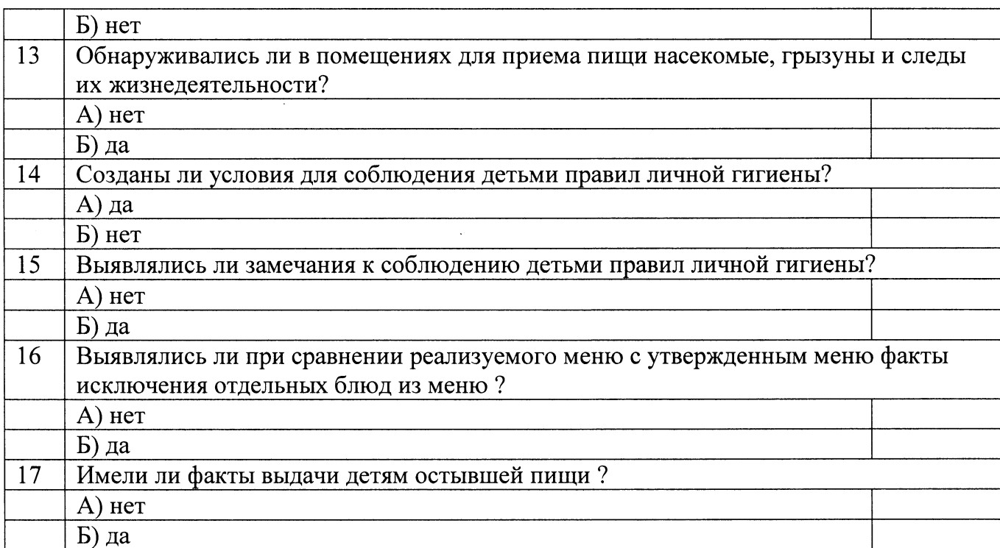 Б) нет
13 Обнаруживались ли в помещениях для приема пищи насекомые, грызуны и следы
их жизнедеятельности?
А) нет
Б) да
14 Созданы ли условия для соблюдения детьми правил личной гигиены?
А) да
Б) нет
15 Выявлялись ли замечания к соблюдению детьми правил личной гигиены?
А) нет
Б) да
16 Выявлялись ли при сравнении реализуемого меню с утвержденным меню факты
исключения отдельных блюд из меню ?
А) нет
Б) да
17 Имели ли факты выдачи детям остывшей пищи ?
А) нет
Б) да